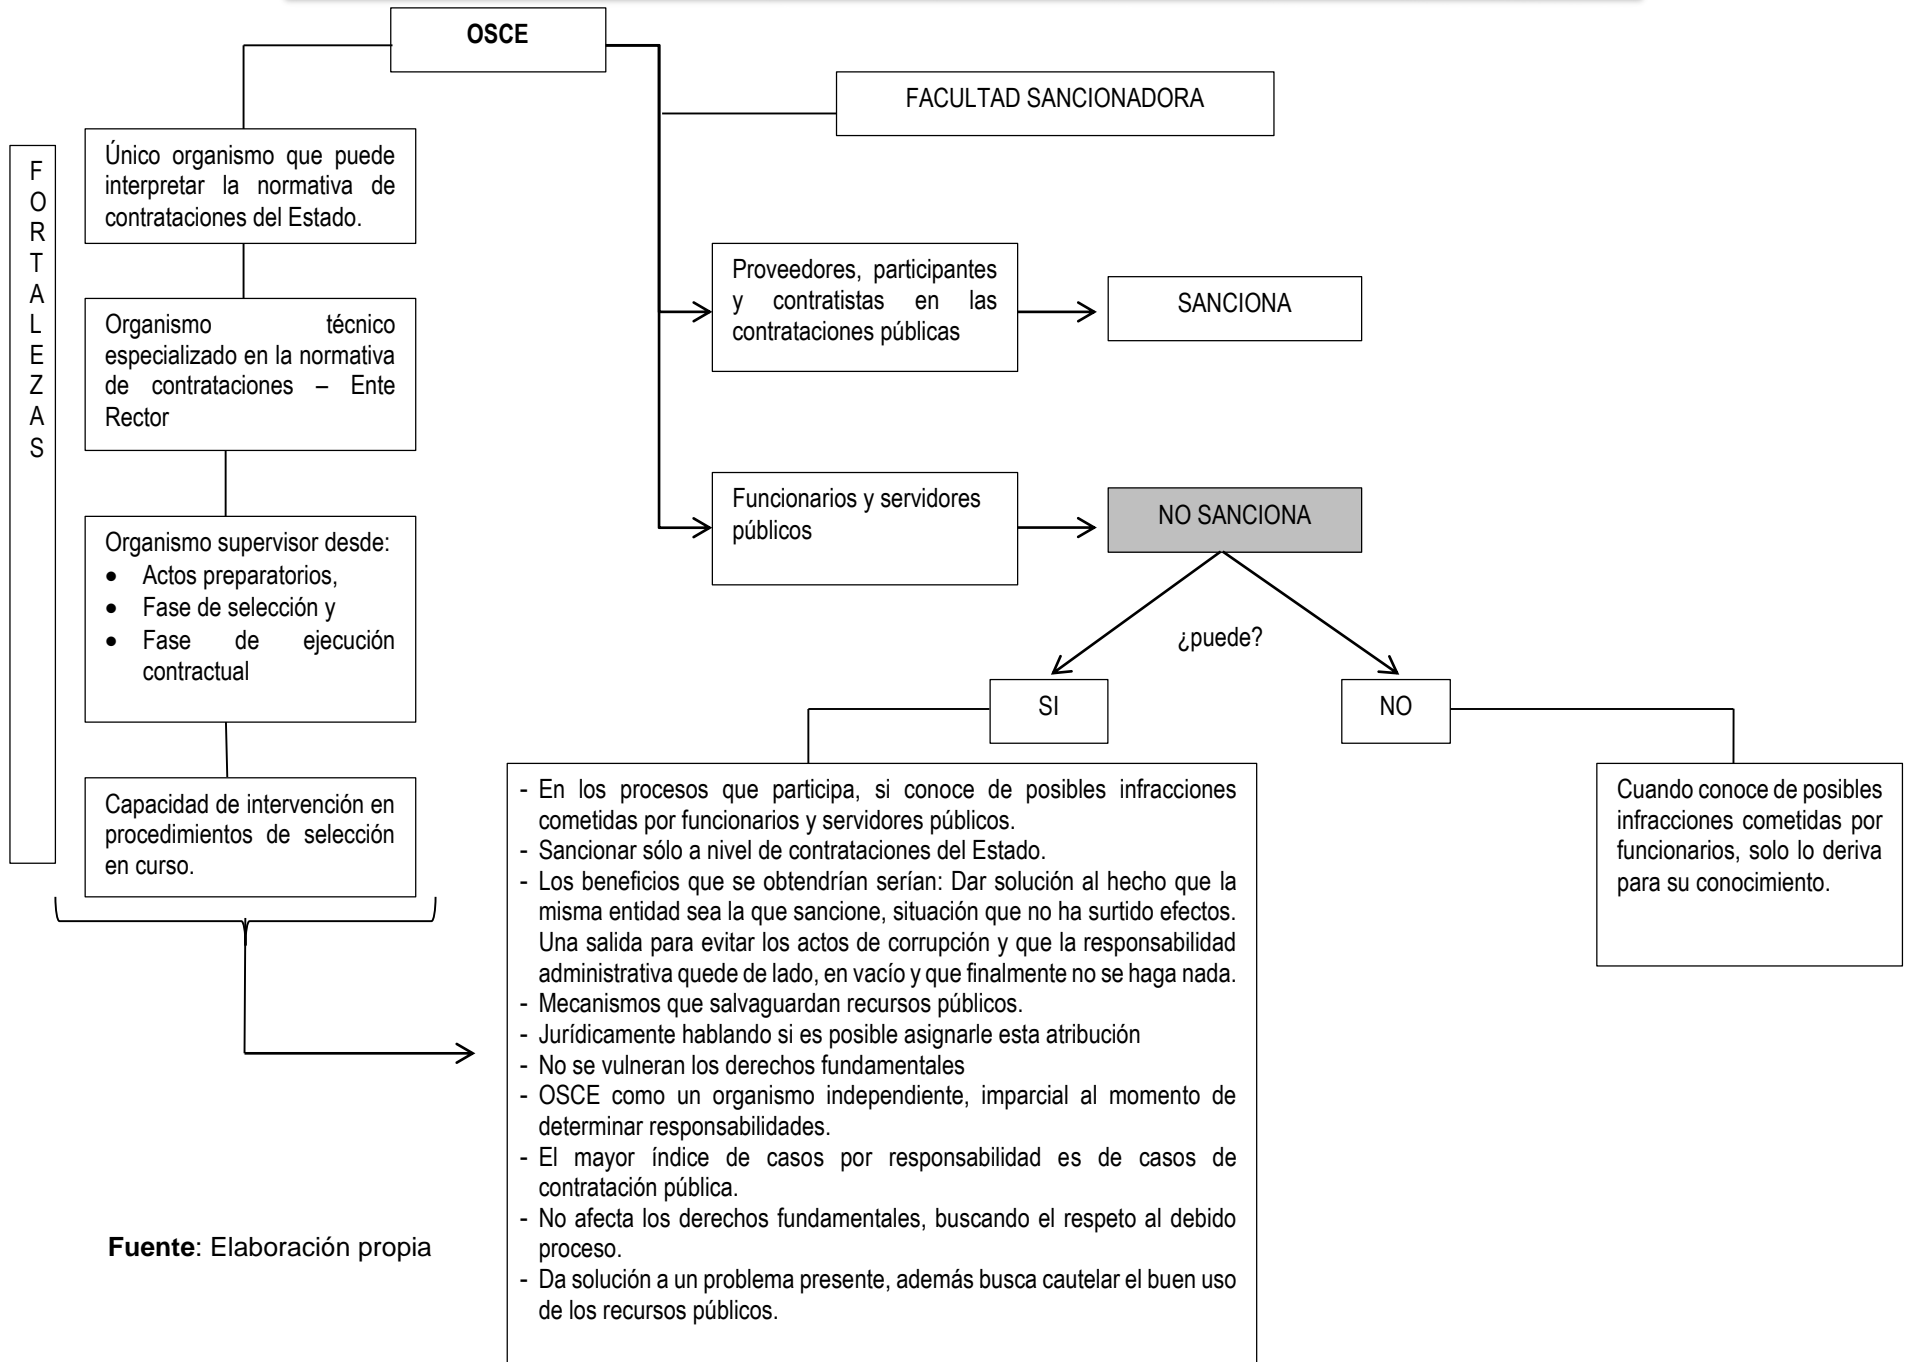 OSCE
FACULTAD SANCIONADORA
F
O
R
T
A
L
E
Z
A
S
Único organismo que puede
interpretar la normativa de
contrataciones del Estado.
Organismo técnico
especializado en la normativa
de contrataciones – Ente
Rector
Organismo supervisor desde:
• Actos preparatorios,
• Fase de selección y
• Fase de ejecución
contractual
Capacidad de intervención en
procedimientos de selección
en curso.
Proveedores, participantes
y contratistas en las
contrataciones públicas
SANCIONA
Funcionarios y servidores
públicos
NO SANCIONA
¿puede?
SI
NO
- En los procesos que participa, si conoce de posibles infracciones
cometidas por funcionarios y servidores públicos.
- Sancionar sólo a nivel de contrataciones del Estado.
- Los beneficios que se obtendrían serían: Dar solución al hecho que la
misma entidad sea la que sancione, situación que no ha surtido efectos.
Una salida para evitar los actos de corrupción y que la responsabilidad
administrativa quede de lado, en vacío y que finalmente no se haga nada.
- Mecanismos que salvaguardan recursos públicos.
- Jurídicamente hablando si es posible asignarle esta atribución
- No se vulneran los derechos fundamentales
- OSCE como un organismo independiente, imparcial al momento de
determinar responsabilidades.
- El mayor índice de casos por responsabilidad es de casos de
contratación pública.
- No afecta los derechos fundamentales, buscando el respeto al debido
proceso.
- Da solución a un problema presente, además busca cautelar el buen uso
de los recursos públicos.
Cuando conoce de posibles
infracciones cometidas por
funcionarios, solo lo deriva
para su conocimiento.
Fuente: Elaboración propia